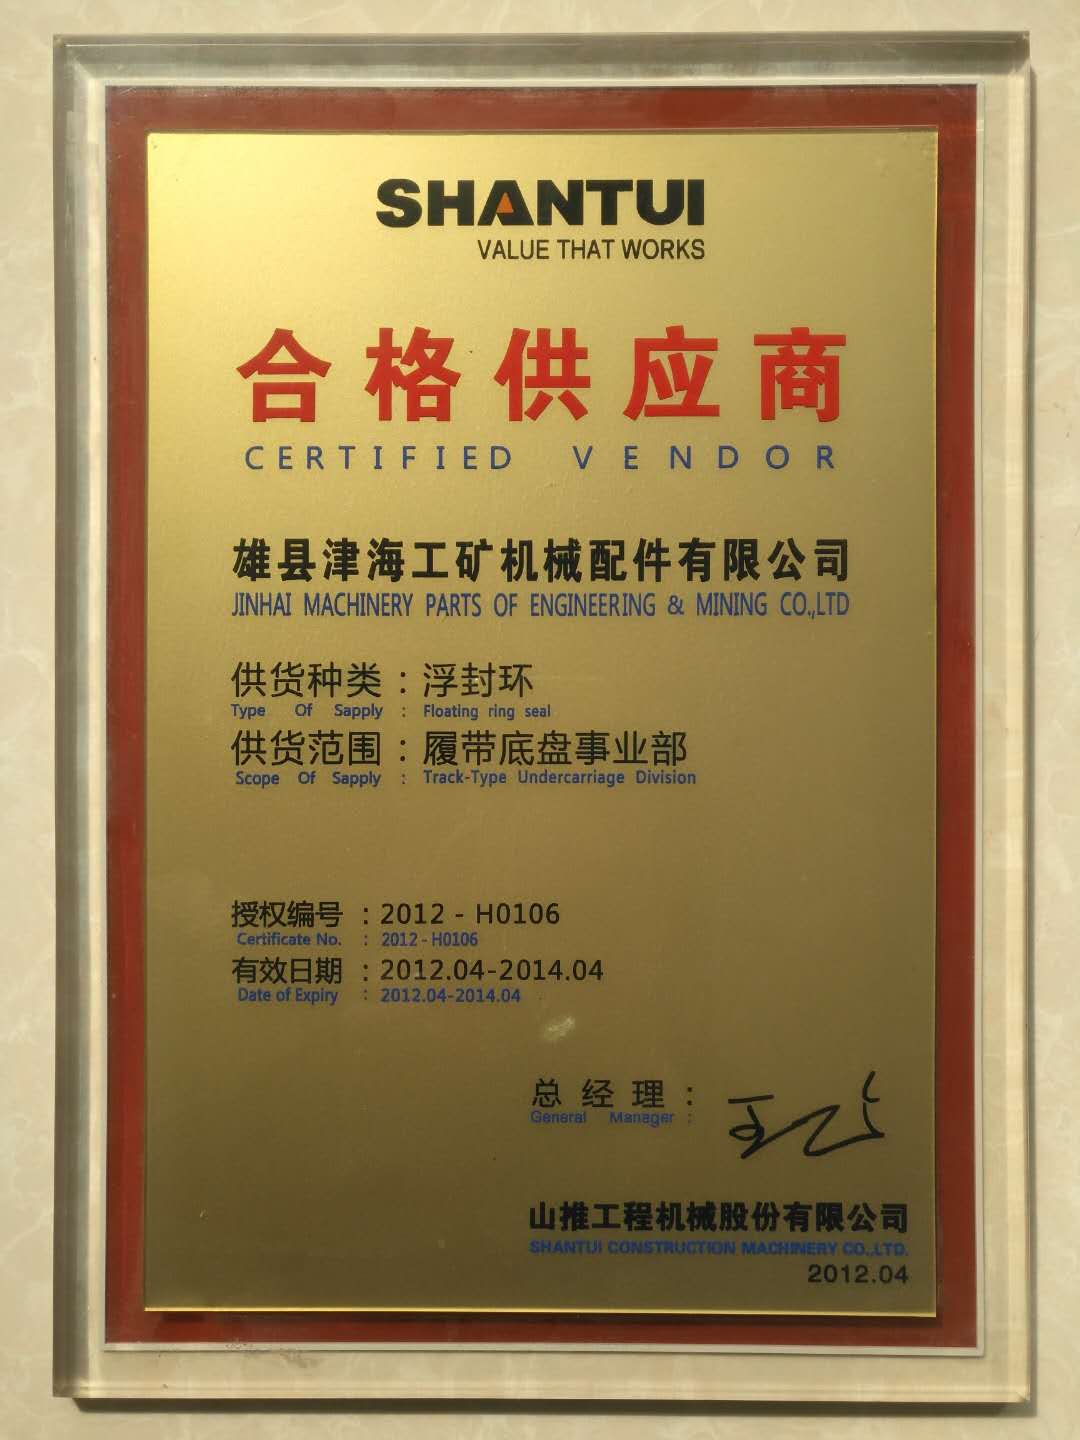 SHANTUI
VALUE THAT WORKS
合格供应商
CERTIFIED VENDOR
雄县津海工矿机械配件有限公司
JINHAI MACHINERY PARTS OF ENGINEERING & MINING CO.,LTD
供货种类：浮封环
Type Of Sapply : Floating ring seal
供货范围：履带底盘事业部
Scope Of Sapply : Track-Type Undercarriage Division
授权编号：2012 - H0106
Certificate No. : 2012 - H0106
有效日期：2012.04-2014.04
Date of Expiry : 2012.04-2014.04
总经理：
General Manager :
山推工程机械股份有限公司
SHANTUI CONSTRUCTION MACHINERY CO.,LTD.
2012.04